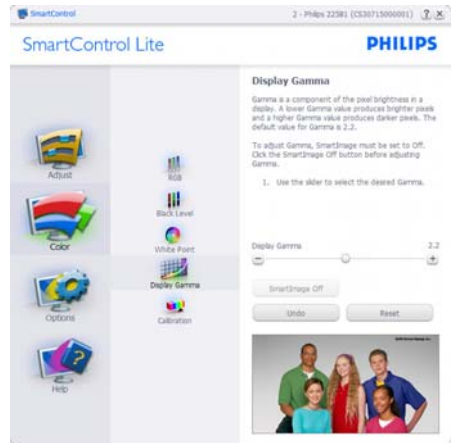 SmartControl
2 - Philips 225B1 (CS30715000001)
?
SmartControl Lite
PHILIPS
Adjust
Color
Options
Help
RGB
Black Level
White Point
Display Gamma
Calibration
Display Gamma
Gamma is a component of the pixel brightness in a
display. A lower Gamma value produces brighter pixels
and a higher Gamma value produces darker pixels. The
default value for Gamma is 2.2.
To adjust Gamma, SmartImage must be set to Off.
Click the SmartImage Off button before adjusting
Gamma.
1. Use the slider to select the desired Gamma.
Display Gamma
2.2
SmartImage Off
Undo
Reset